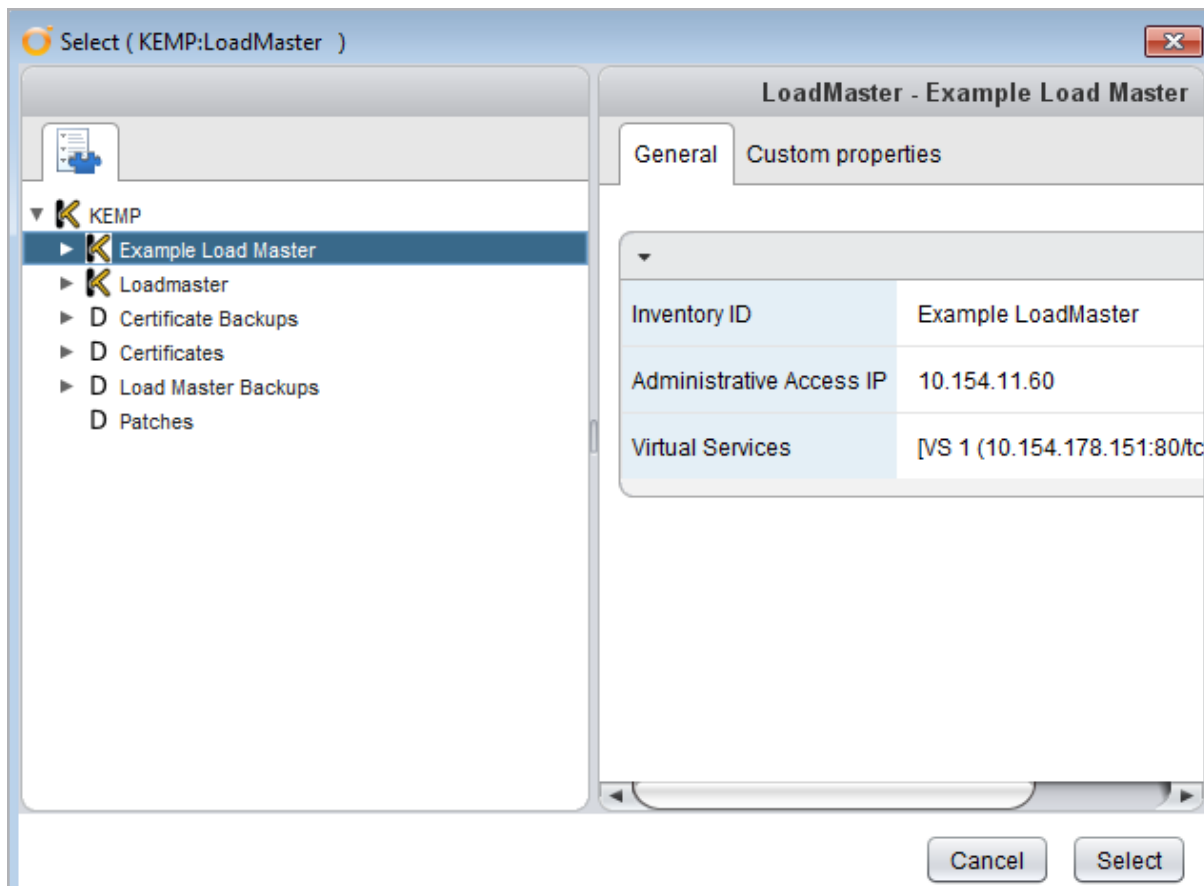 Select ( KEMP:LoadMaster )
LoadMaster - Example Load Master
General Custom properties
KEMP
Example Load Master
Loadmaster
D Certificate Backups
D Certificates
D Load Master Backups
D Patches
Inventory ID Example LoadMaster
Administrative Access IP 10.154.11.60
Virtual Services [VS 1 (10.154.178.151:80/tc
Cancel Select